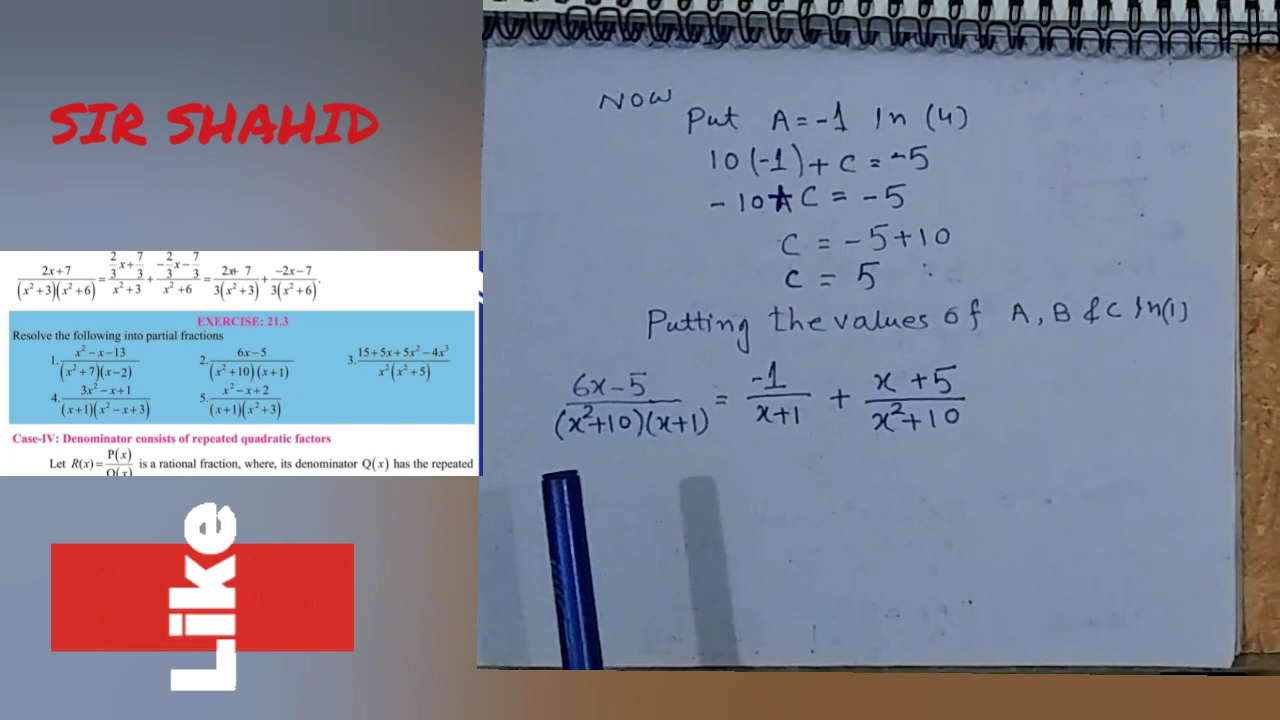 SIR SHAHID
(2x+7)/((x²+3)(x²+6)) = (2/3 x + 7/3)/(x²+3) + (-2/3 x - 7/3)/(x²+6) = (2x+ 7)/(3(x²+3)) + (-2x-7)/(3(x²+6)).
EXERCISE: 21.3
Resolve the following into partial fractions
1. (x²-x-13)/((x²+7)(x-2)) 2. (6x-5)/((x²+10)(x+1)) 3. (15+5x+5x²-4x³)/(x²(x²+5))
4. (3x²-x+1)/((x+1)(x²-x+3)) 5. (x²-x+2)/((x+1)(x²+3))
Case-IV: Denominator consists of repeated quadratic factors
Let R(x)= P(x)/Q(x) is a rational fraction, where, its denominator Q(x) has the repeated
Like
Now
Put A=-1 In (4)
10(-1)+C=-5
-10+C=-5
C=-5+10
C=5
Putting the values of A, B & C In(1)
(6x-5)/((x²+10)(x+1)) = -1/(x+1) + (x+5)/(x²+10)